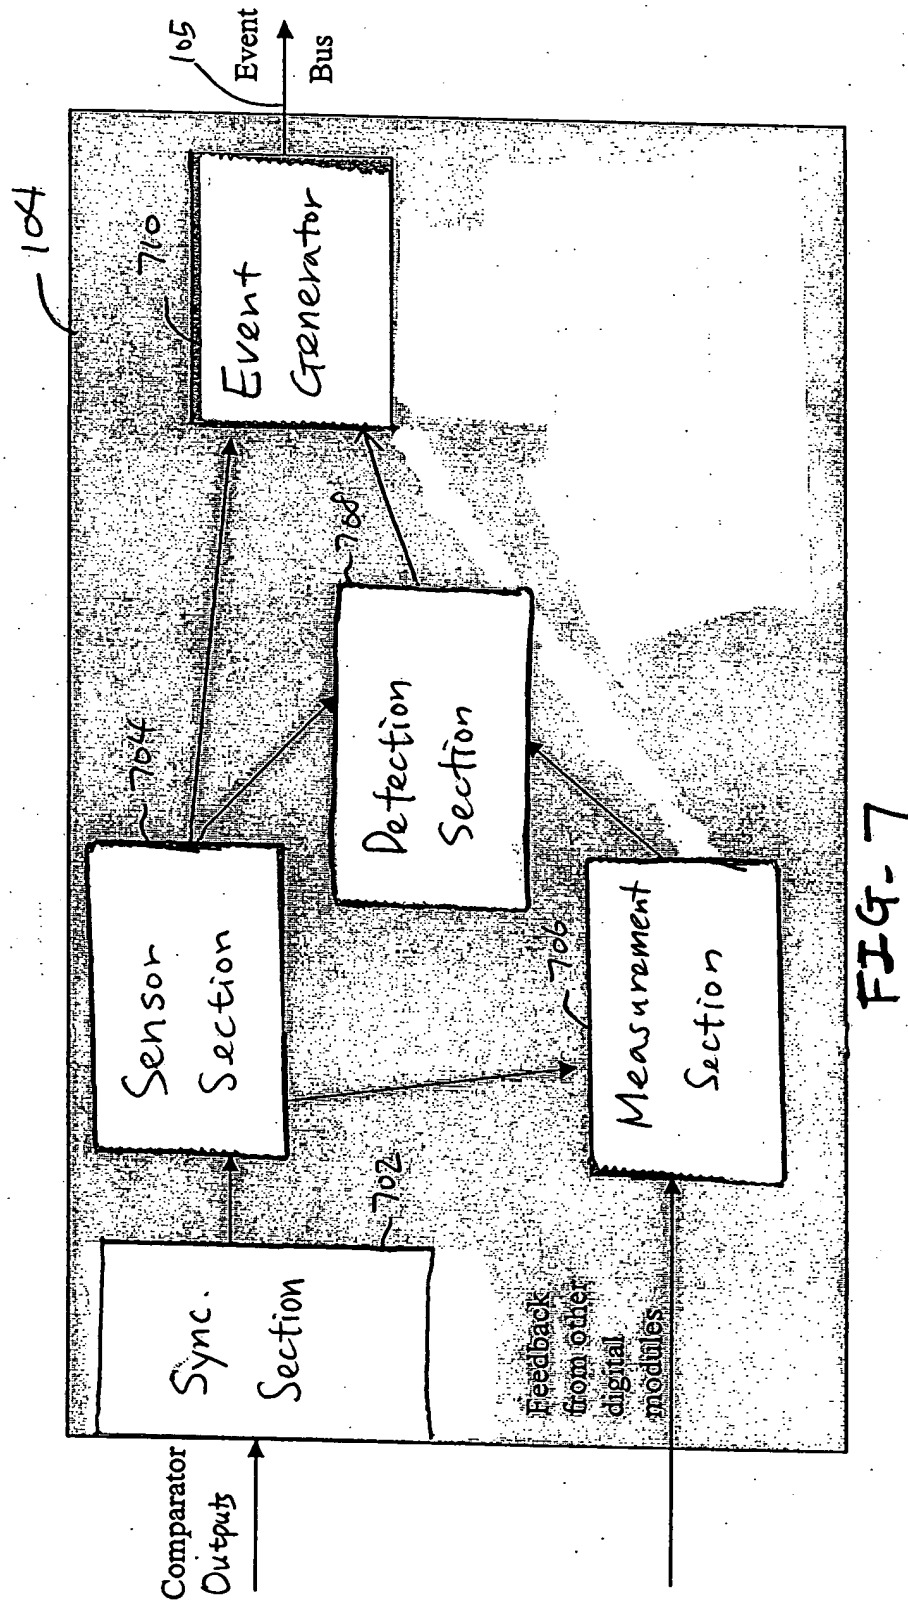 104
105
Event
Bus
710
Event
Generator
708
Detection
Section
704
Sensor
Section
706
Measurement
Section
702
Sync.
Section
Comparator
Outputs
Feedback
from other
digital
modules
FIG. 7